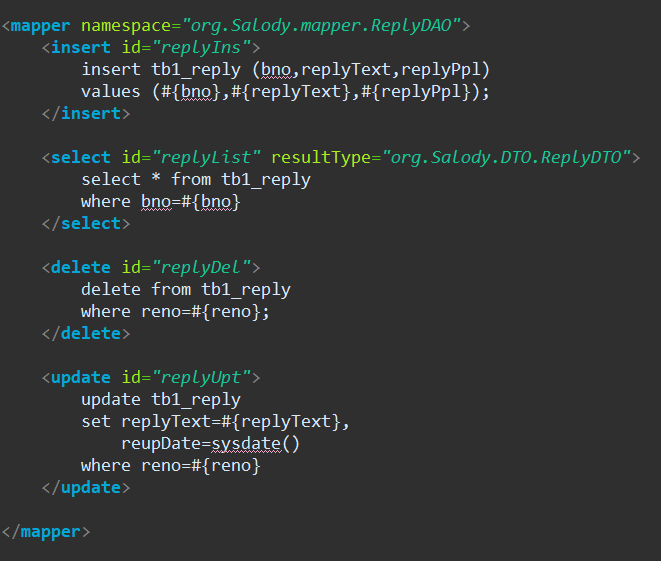 <mapper namespace="org.Salody.mapper.ReplyDAO">
<insert id="replyIns">
insert tb1_reply (bno,replyText,replyPpl)
values (#{bno},#{replyText},#{replyPpl});
</insert>
<select id="replyList" resultType="org.Salody.DTO.ReplyDTO">
select * from tb1_reply
where bno=#{bno}
</select>
<delete id="replyDel">
delete from tb1_reply
where reno=#{reno};
</delete>
<update id="replyUpt">
update tb1_reply
set replyText=#{replyText},
reupDate=sysdate()
where reno=#{reno}
</update>
</mapper>